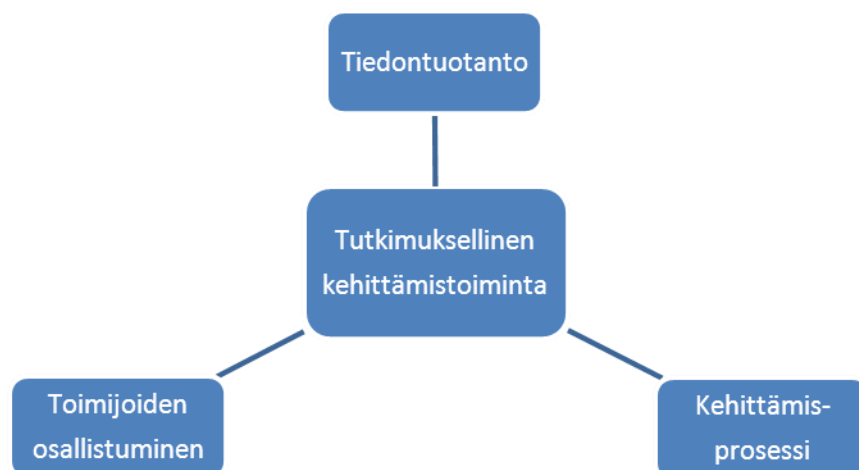 Tiedontuotanto
Tutkimuksellinen
kehittämistoiminta
Toimijoiden
osallistuminen
Kehittämis-
prosessi